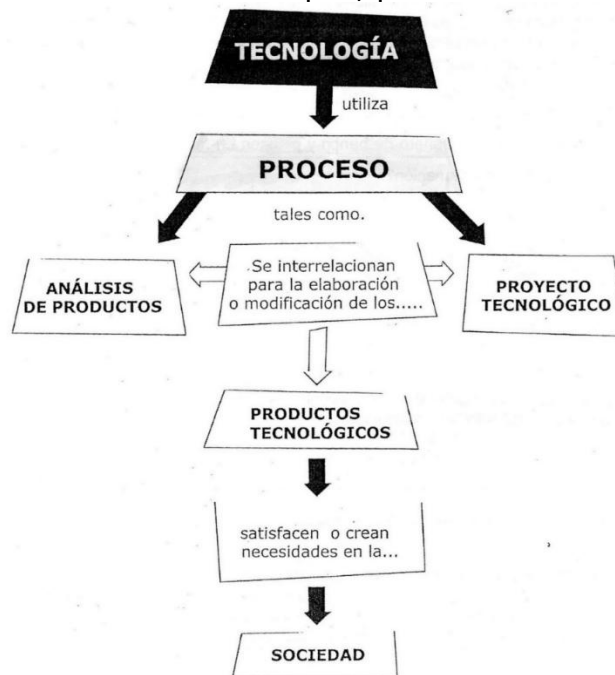 TECNOLOGÍA
utiliza
PROCESO
tales como.
ANÁLISIS
DE PRODUCTOS
Se interrelacionan
para la elaboración
o modificación de los.....
PROYECTO
TECNOLÓGICO
PRODUCTOS
TECNOLÓGICOS
satisfacen o crean
necesidades en la...
SOCIEDAD